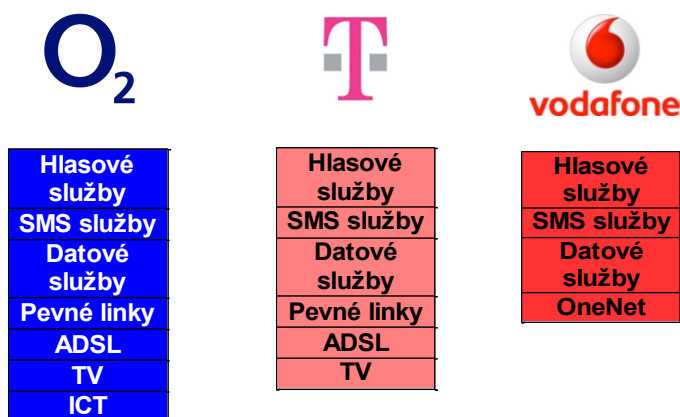 O2
T
vodafone
Hlasové
služby
SMS služby
Datové
služby
Pevné linky
ADSL
TV
ICT
Hlasové
služby
SMS služby
Datové
služby
Pevné linky
ADSL
TV
Hlasové
služby
SMS služby
Datové
služby
OneNet